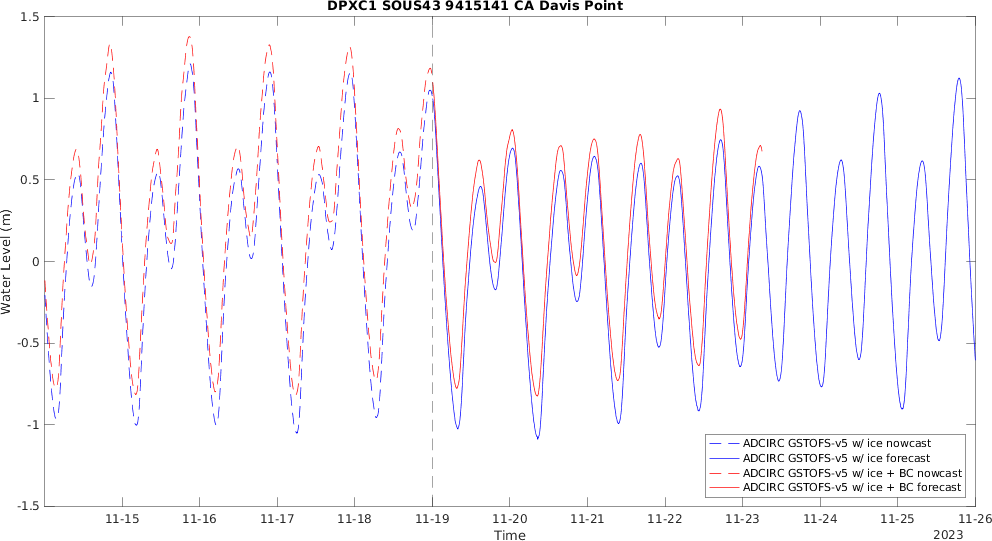 DPXC1 SOUS43 9415141 CA Davis Point
1.5
1
0.5
0
-0.5
-1
-1.5
Water Level (m)
11-15
11-16
11-17
11-18
11-19
11-20
11-21
11-22
11-23
11-24
11-25
11-26
Time
2023
ADCIRC GSTOFS-v5 w/ ice nowcast
ADCIRC GSTOFS-v5 w/ ice forecast
ADCIRC GSTOFS-v5 w/ ice + BC nowcast
ADCIRC GSTOFS-v5 w/ ice + BC forecast